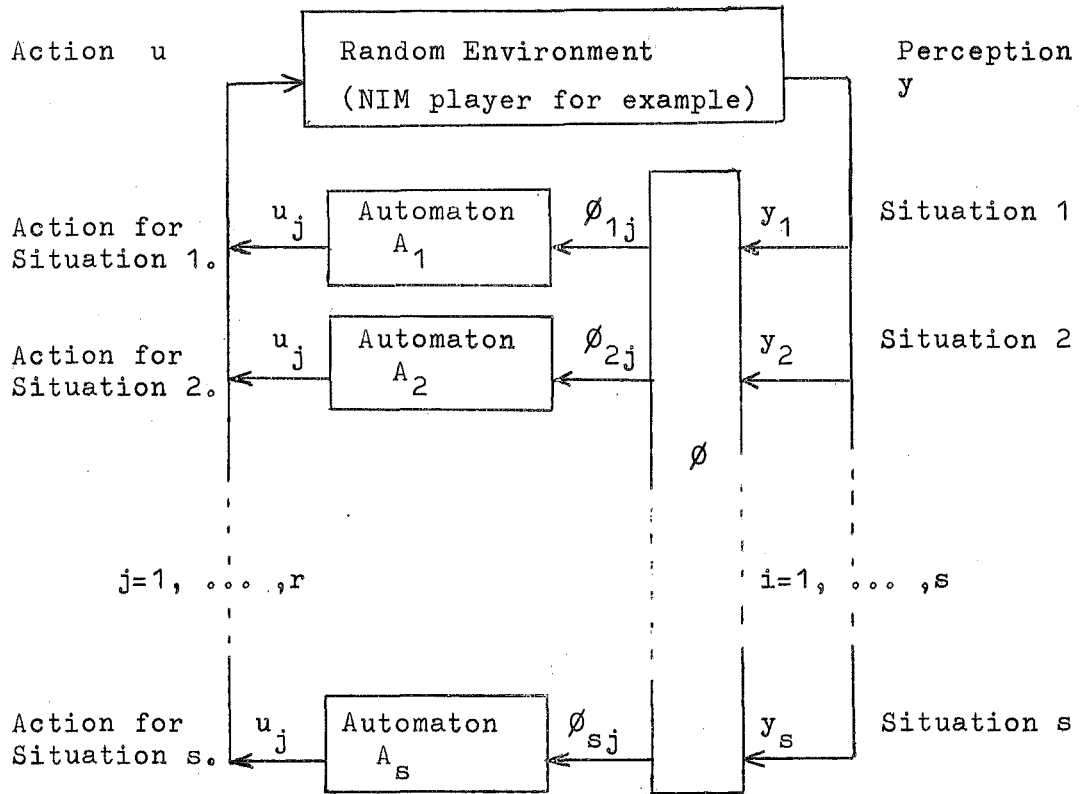 Action u
Random Environment
(NIM player for example)
Perception
y
Action for
Situation 1.
u_j
Automaton
A_1
ø_1j
y_1
Situation 1
Action for
Situation 2.
u_j
Automaton
A_2
ø_2j
y_2
Situation 2
ø
j=1, ... ,r
i=1, ... ,s
Action for
Situation s.
u_j
Automaton
A_s
ø_sj
y_s
Situation s